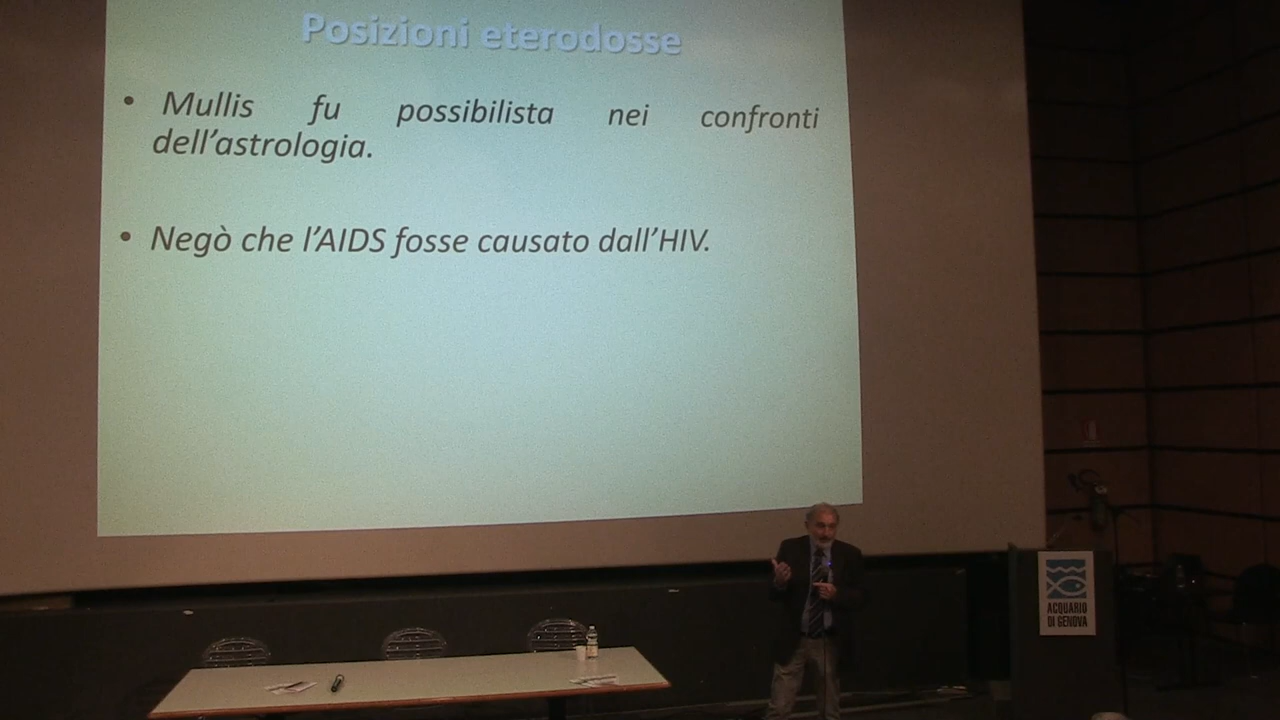 Posizioni eterodosse
• Mullis fu possibilista nei confronti
dell'astrologia.
• Negò che l'AIDS fosse causato dall'HIV.
ACQUARIO
DI GENOVA